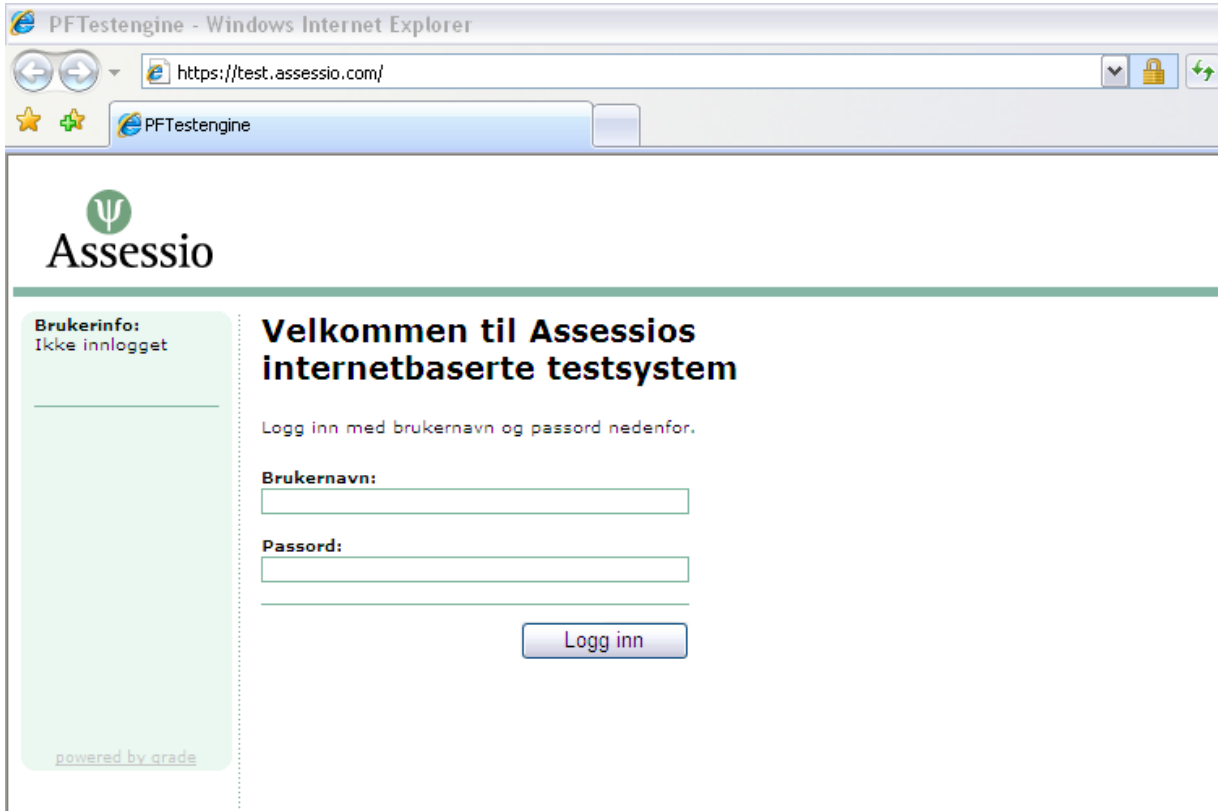 PFTestengine - Windows Internet Explorer
https://test.assessio.com/
PFTestengine
Ψ
Assessio
Brukerinfo:
Ikke innlogget
Velkommen til Assessios
internetbaserte testsystem
Logg inn med brukernavn og passord nedenfor.
Brukernavn:
Passord:
Logg inn
powered by grade